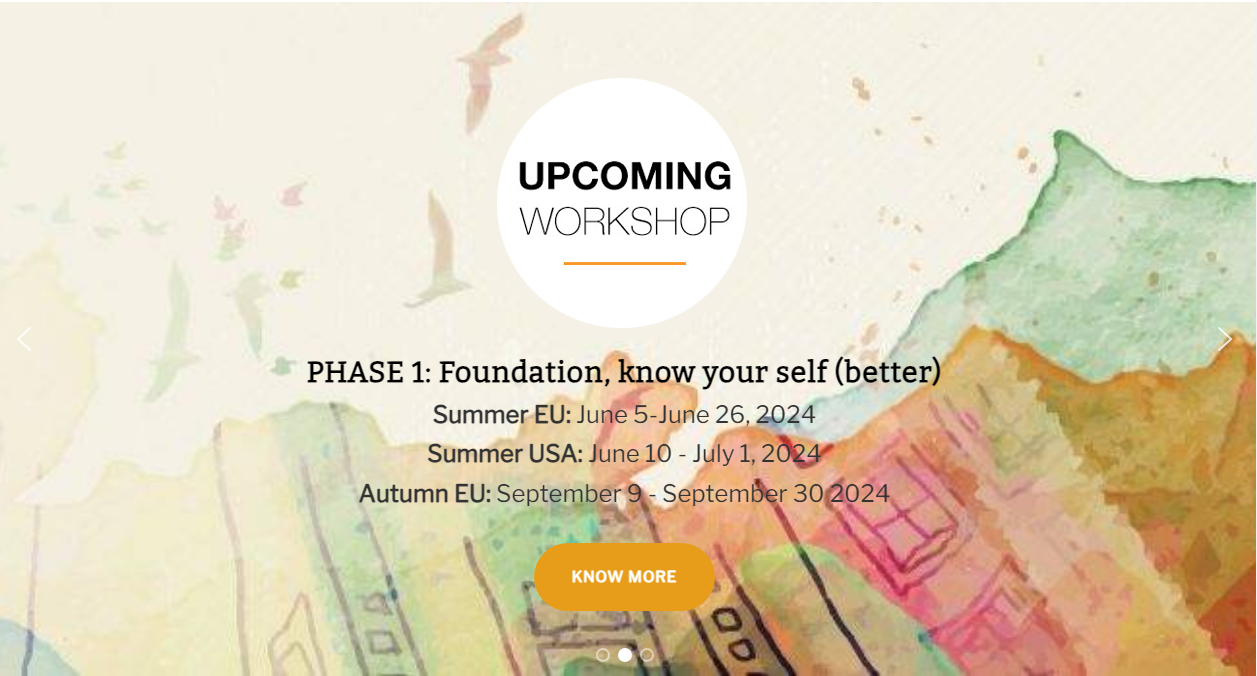 UPCOMING
WORKSHOP
PHASE 1: Foundation, know your self (better)
Summer EU: June 5-June 26, 2024
Summer USA: June 10 - July 1, 2024
Autumn EU: September 9 - September 30 2024
KNOW MORE